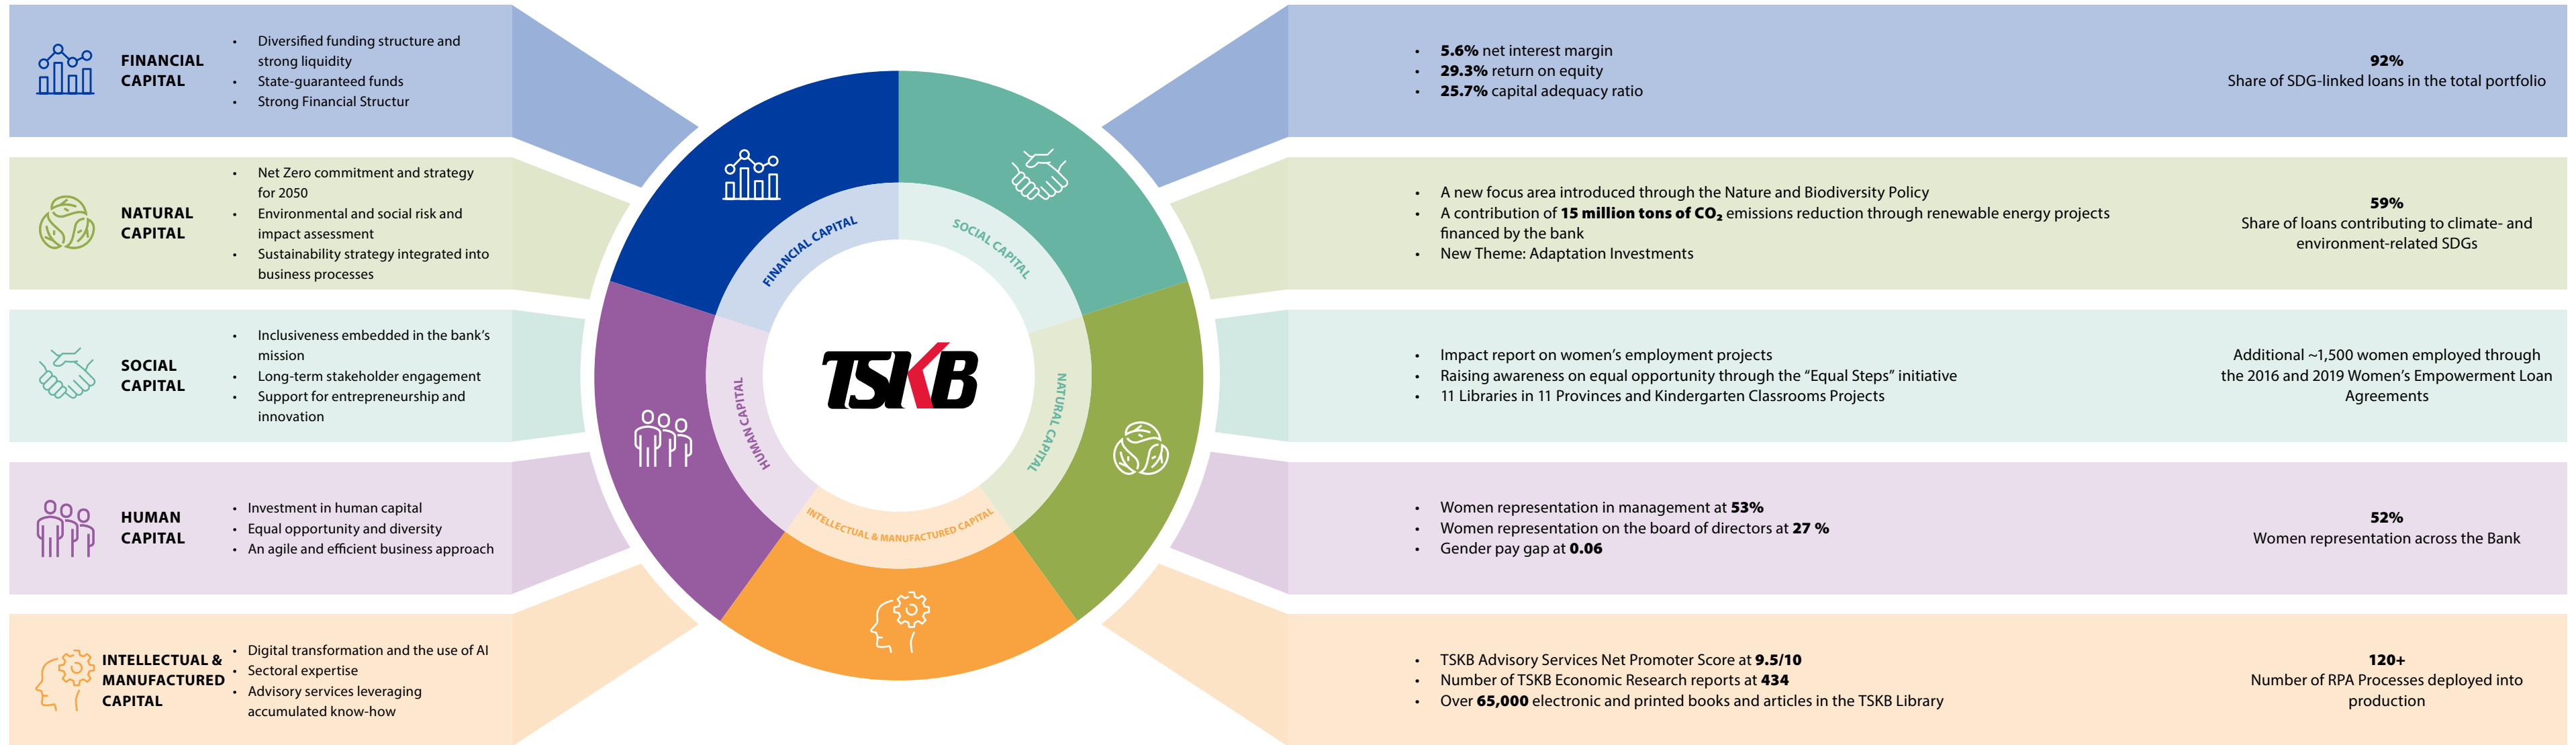 FINANCIAL
CAPITAL
• Diversified funding structure and
strong liquidity
• State-guaranteed funds
• Strong Financial Structur
• 5.6% net interest margin
• 29.3% return on equity
• 25.7% capital adequacy ratio
92%
Share of SDG-linked loans in the total portfolio
NATURAL
CAPITAL
• Net Zero commitment and strategy
for 2050
• Environmental and social risk and
impact assessment
• Sustainability strategy integrated into
business processes
• A new focus area introduced through the Nature and Biodiversity Policy
• A contribution of 15 million tons of CO₂ emissions reduction through renewable energy projects
financed by the bank
• New Theme: Adaptation Investments
59%
Share of loans contributing to climate- and
environment-related SDGs
SOCIAL
CAPITAL
• Inclusiveness embedded in the bank’s
mission
• Long-term stakeholder engagement
• Support for entrepreneurship and
innovation
• Impact report on women’s employment projects
• Raising awareness on equal opportunity through the “Equal Steps” initiative
• 11 Libraries in 11 Provinces and Kindergarten Classrooms Projects
Additional ~1,500 women employed through
the 2016 and 2019 Women’s Empowerment Loan
Agreements
HUMAN
CAPITAL
• Investment in human capital
• Equal opportunity and diversity
• An agile and efficient business approach
• Women representation in management at 53%
• Women representation on the board of directors at 27 %
• Gender pay gap at 0.06
52%
Women representation across the Bank
INTELLECTUAL &
MANUFACTURED
CAPITAL
• Digital transformation and the use of AI
• Sectoral expertise
• Advisory services leveraging
accumulated know-how
• TSKB Advisory Services Net Promoter Score at 9.5/10
• Number of TSKB Economic Research reports at 434
• Over 65,000 electronic and printed books and articles in the TSKB Library
120+
Number of RPA Processes deployed into
production
FINANCIAL CAPITAL
SOCIAL CAPITAL
NATURAL CAPITAL
INTELLECTUAL & MANUFACTURED CAPITAL
HUMAN CAPITAL
TSKB